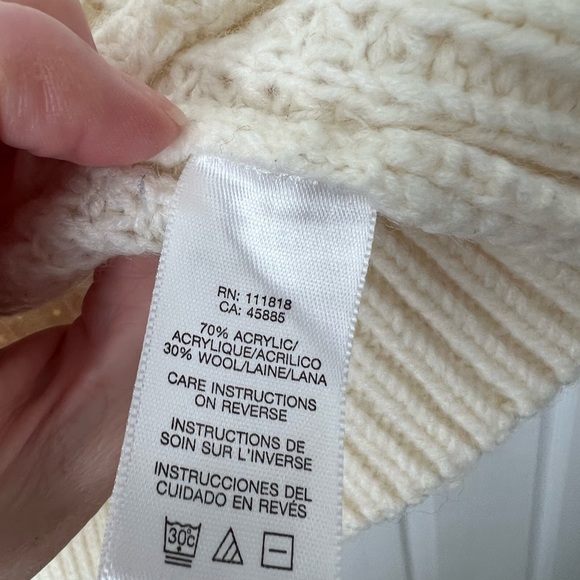 RN: 111818
CA: 45885
70% ACRYLIC/
ACRYLIQUE/ACRILICO
30% WOOL/LAINE/LANA
CARE INSTRUCTIONS
ON REVERSE
INSTRUCTIONS DE
SOIN SUR L'INVERSE
INSTRUCCIONES DEL
CUIDADO EN REVÉS
30°C